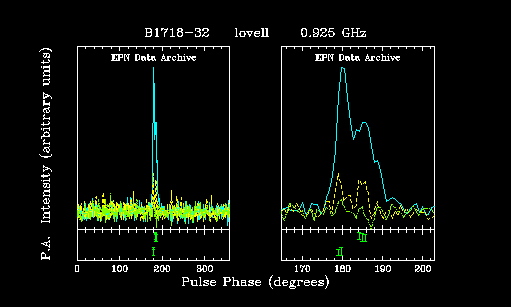 B1718-32 lovell 0.925 GHz
EPN Data Archive EPN Data Archive
P.A. Intensity (arbitrary units)
0 100 200 300 170 180 190 200
Pulse Phase (degrees)